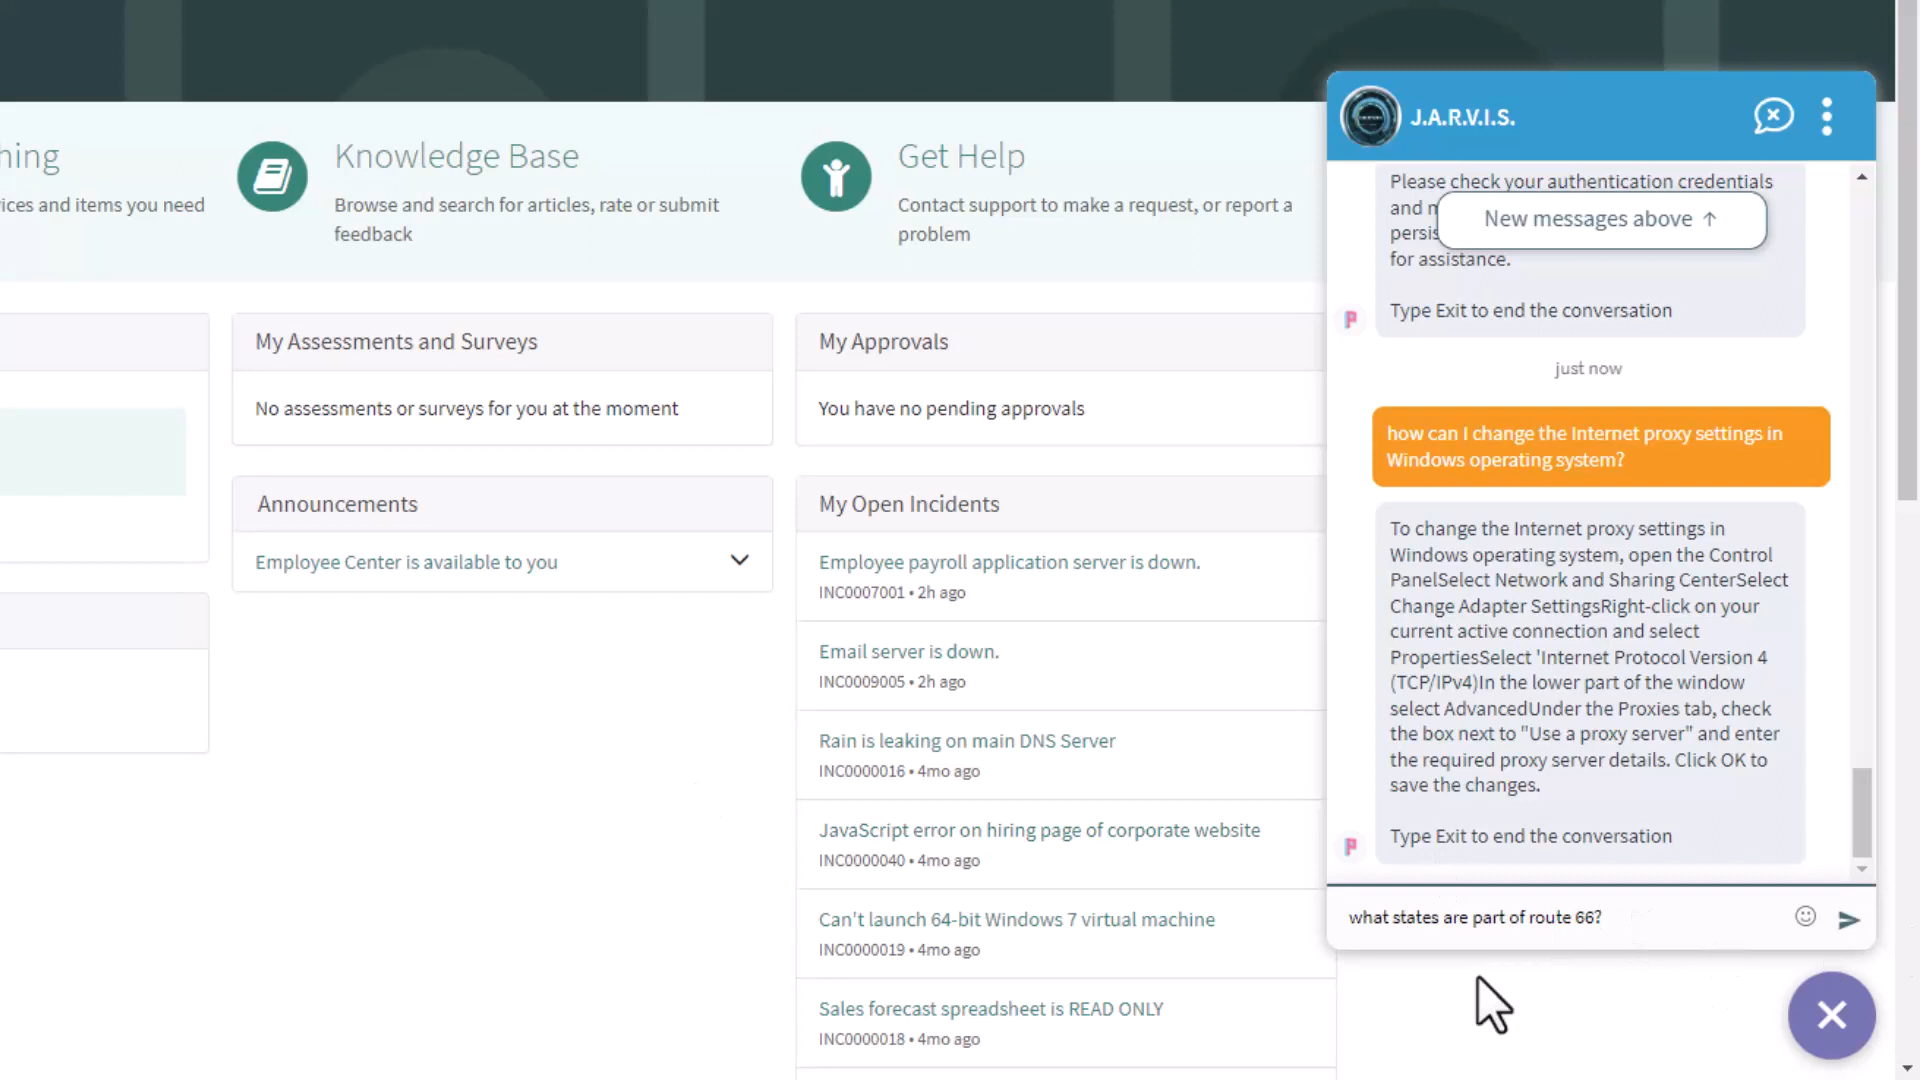 hing
ices and items you need
Knowledge Base
Browse and search for articles, rate or submit
feedback
Get Help
Contact support to make a request, or report a
problem
My Assessments and Surveys
No assessments or surveys for you at the moment
Announcements
Employee Center is available to you
My Approvals
You have no pending approvals
My Open Incidents
Employee payroll application server is down.
INC0007001 • 2h ago
Email server is down.
INC0009005 • 2h ago
Rain is leaking on main DNS Server
INC0000016 • 4mo ago
JavaScript error on hiring page of corporate website
INC0000040 • 4mo ago
Can't launch 64-bit Windows 7 virtual machine
INC0000019 • 4mo ago
Sales forecast spreadsheet is READ ONLY
INC0000018 • 4mo ago
J.A.R.V.I.S.
Please check your authentication credentials
and
New messages above ↑
for assistance.
Type Exit to end the conversation
P
just now
how can I change the Internet proxy settings in
Windows operating system?
To change the Internet proxy settings in
Windows operating system, open the Control
PanelSelect Network and Sharing CenterSelect
Change Adapter SettingsRight-click on your
current active connection and select
PropertiesSelect 'Internet Protocol Version 4
(TCP/IPv4)In the lower part of the window
select AdvancedUnder the Proxies tab, check
the box next to "Use a proxy server" and enter
the required proxy server details. Click OK to
save the changes.
Type Exit to end the conversation
P
what states are part of route 66?